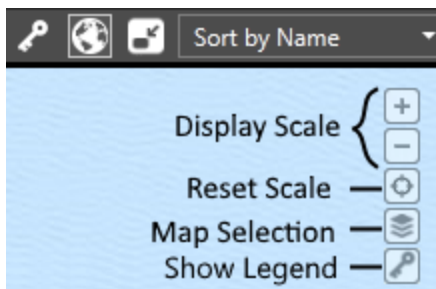 Sort by Name
Display Scale
Reset Scale
Map Selection
Show Legend